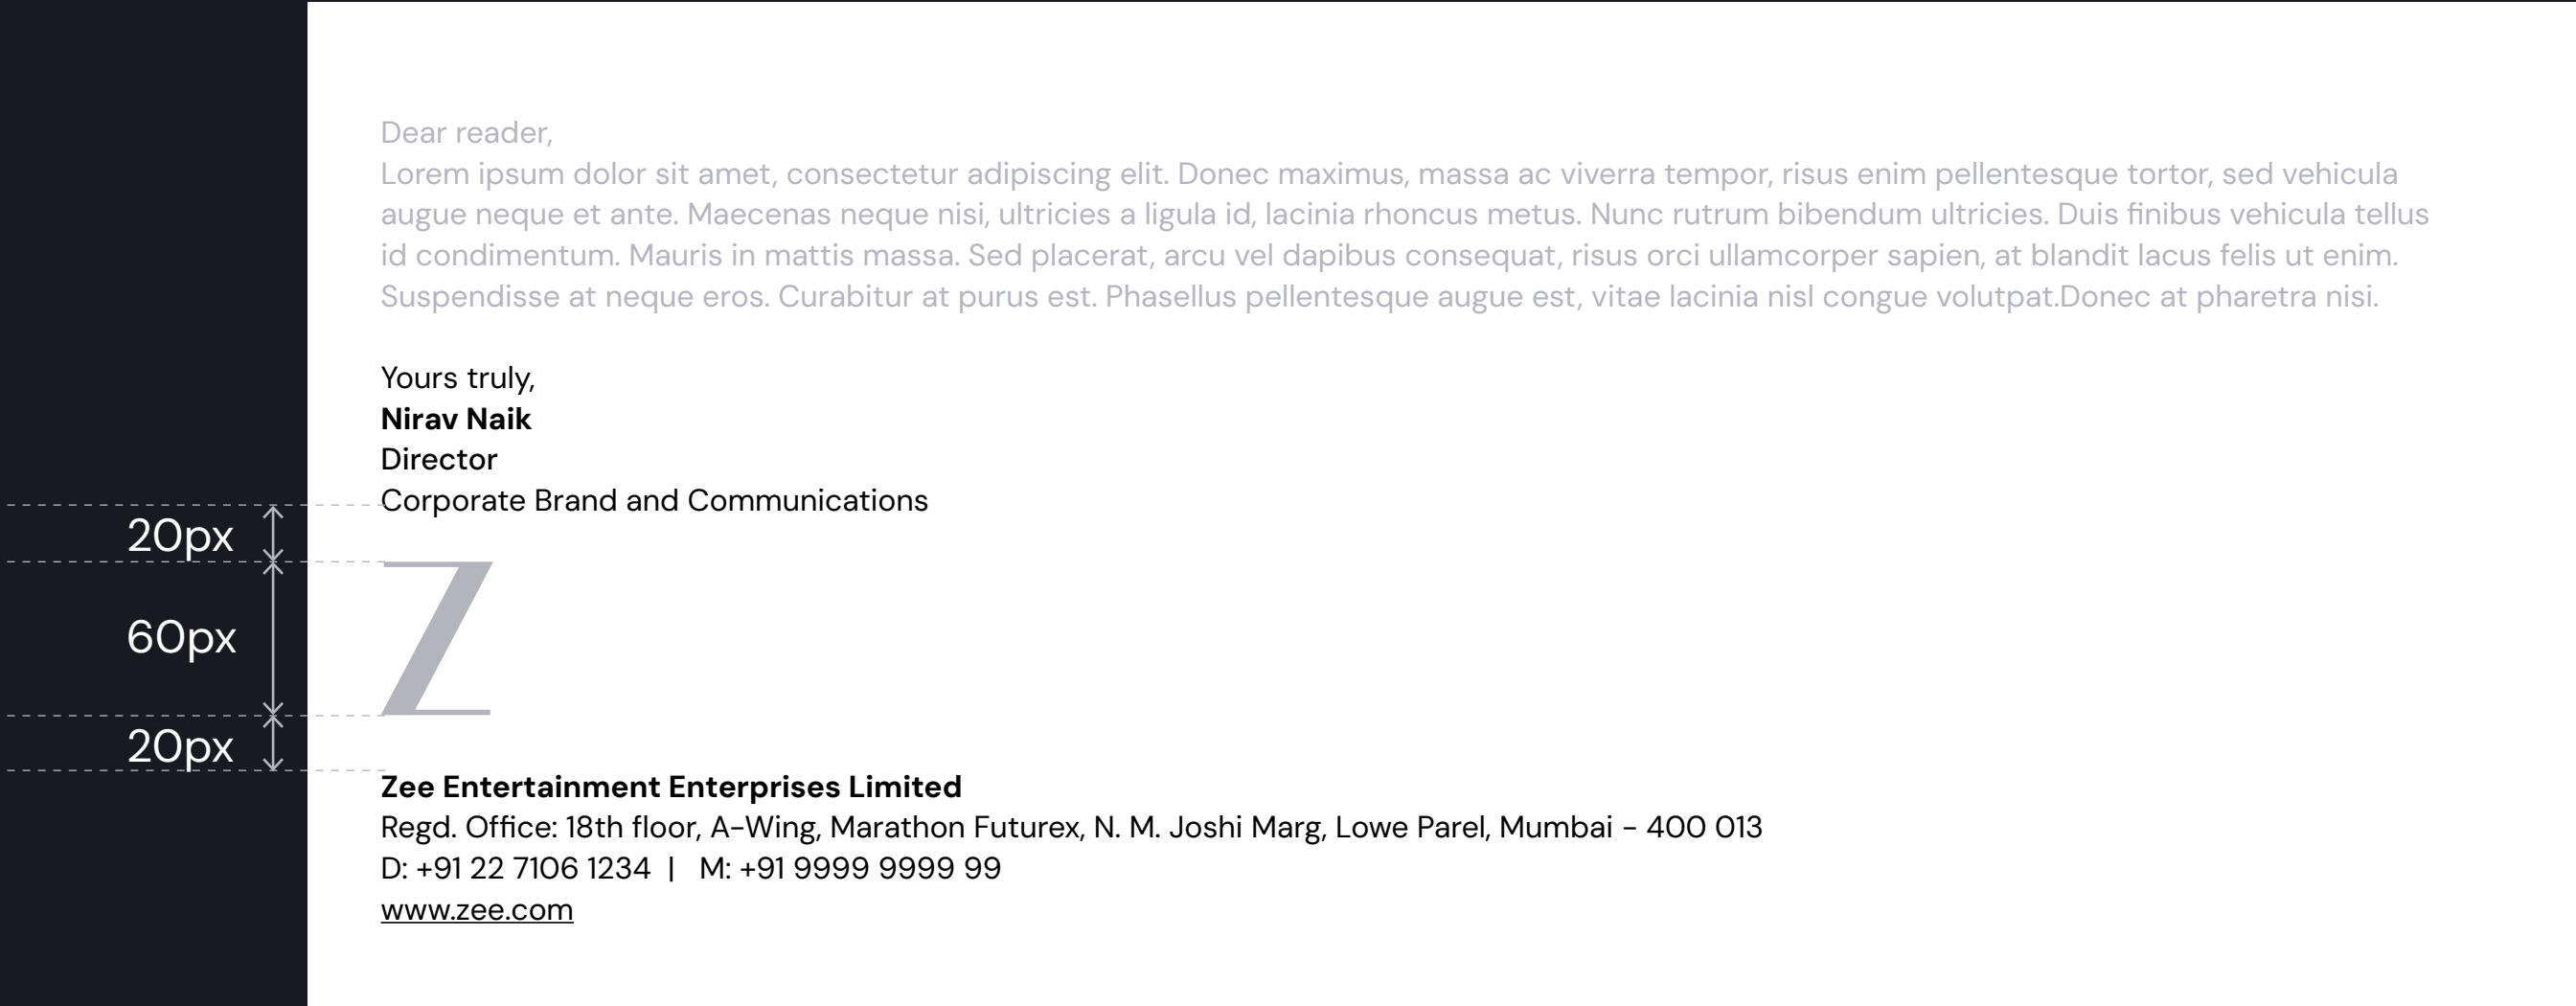 Dear reader,
Lorem ipsum dolor sit amet, consectetur adipiscing elit. Donec maximus, massa ac viverra tempor, risus enim pellentesque tortor, sed vehicula
augue neque et ante. Maecenas neque nisi, ultricies a ligula id, lacinia rhoncus metus. Nunc rutrum bibendum ultricies. Duis finibus vehicula tellus
id condimentum. Mauris in mattis massa. Sed placerat, arcu vel dapibus consequat, risus orci ullamcorper sapien, at blandit lacus felis ut enim.
Suspendisse at neque eros. Curabitur at purus est. Phasellus pellentesque augue est, vitae lacinia nisl congue volutpat.Donec at pharetra nisi.
Yours truly,
Nirav Naik
Director
Corporate Brand and Communications
20px
60px
Z
20px
Zee Entertainment Enterprises Limited
Regd. Office: 18th floor, A-Wing, Marathon Futurex, N. M. Joshi Marg, Lowe Parel, Mumbai - 400 013
D: +91 22 7106 1234 | M: +91 9999 9999 99
www.zee.com